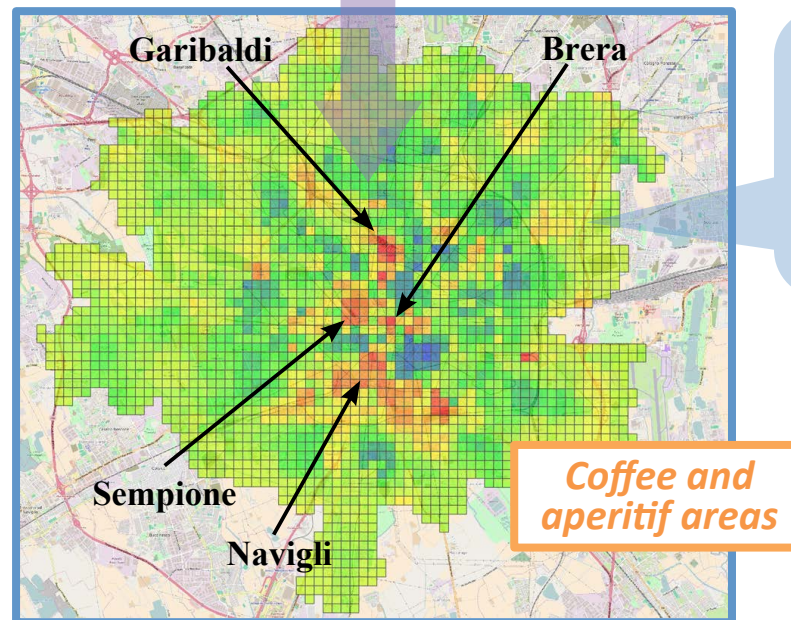 Garibaldi
Brera
Sempione
Navigli
Coffee and
aperitif areas